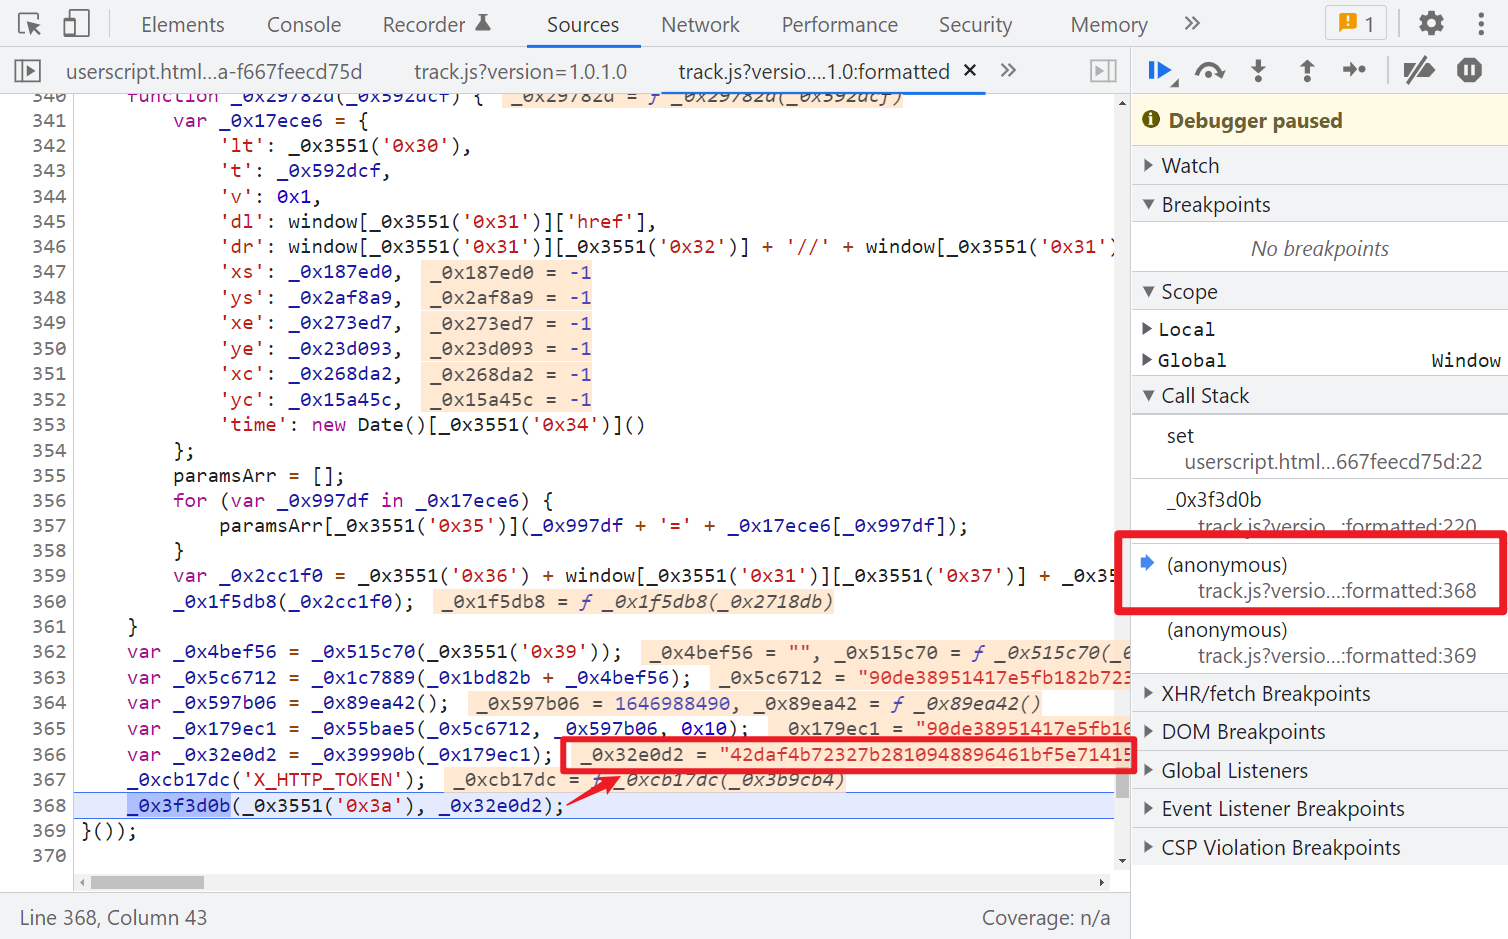 Elements Console Recorder Sources Network Performance Security Memory 1
userscript.html...a-f667feecd75d track.js?version=1.0.1.0 track.js?versio....1.0:formatted
340 function _0x29782d(_0x592dcf) { _0x29782d = ƒ _0x29782d(_0x592dcf)
341 var _0x17ece6 = {
342 'lt': _0x3551('0x30'),
343 't': _0x592dcf,
344 'v': 0x1,
345 'dl': window[_0x3551('0x31')]['href'],
346 'dr': window[_0x3551('0x31')][_0x3551('0x32')] + '//' + window[_0x3551('0x31')
347 'xs': _0x187ed0, _0x187ed0 = -1
348 'ys': _0x2af8a9, _0x2af8a9 = -1
349 'xe': _0x273ed7, _0x273ed7 = -1
350 'ye': _0x23d093, _0x23d093 = -1
351 'xc': _0x268da2, _0x268da2 = -1
352 'yc': _0x15a45c, _0x15a45c = -1
353 'time': new Date()[_0x3551('0x34')]()
354 };
355 paramsArr = [];
356 for (var _0x997df in _0x17ece6) {
357 paramsArr[_0x3551('0x35')](_0x997df + '=' + _0x17ece6[_0x997df]);
358 }
359 var _0x2cc1f0 = _0x3551('0x36') + window[_0x3551('0x31')][_0x3551('0x37')] + _0x35
360 _0x1f5db8(_0x2cc1f0); _0x1f5db8 = ƒ _0x1f5db8(_0x2718db)
361 }
362 var _0x4bef56 = _0x515c70(_0x3551('0x39')); _0x4bef56 = "", _0x515c70 = ƒ _0x515c70(_0
363 var _0x5c6712 = _0x1c7889(_0x1bd82b + _0x4bef56); _0x5c6712 = "90de38951417e5fb182b723
364 var _0x597b06 = _0x89ea42(); _0x597b06 = 1646988490, _0x89ea42 = ƒ _0x89ea42()
365 var _0x179ec1 = _0x55bae5(_0x5c6712, _0x597b06, 0x10); _0x179ec1 = "90de38951417e5fb16
366 var _0x32e0d2 = _0x39990b(_0x179ec1); _0x32e0d2 = "42daf4b72327b2810948896461bf5e71415
367 _0xcb17dc('X_HTTP_TOKEN'); _0xcb17dc = ƒ _0xcb17dc(_0x3b9cb4)
368 _0x3f3d0b(_0x3551('0x3a'), _0x32e0d2);
369 }());
370
Line 368, Column 43 Coverage: n/a
Debugger paused
Watch
Breakpoints
No breakpoints
Scope
Local
Global Window
Call Stack
set
userscript.html...667feecd75d:22
_0x3f3d0b
track.js?versio...:formatted:220
(anonymous)
track.js?versio...:formatted:368
(anonymous)
track.js?versio...:formatted:369
XHR/fetch Breakpoints
DOM Breakpoints
Global Listeners
Event Listener Breakpoints
CSP Violation Breakpoints